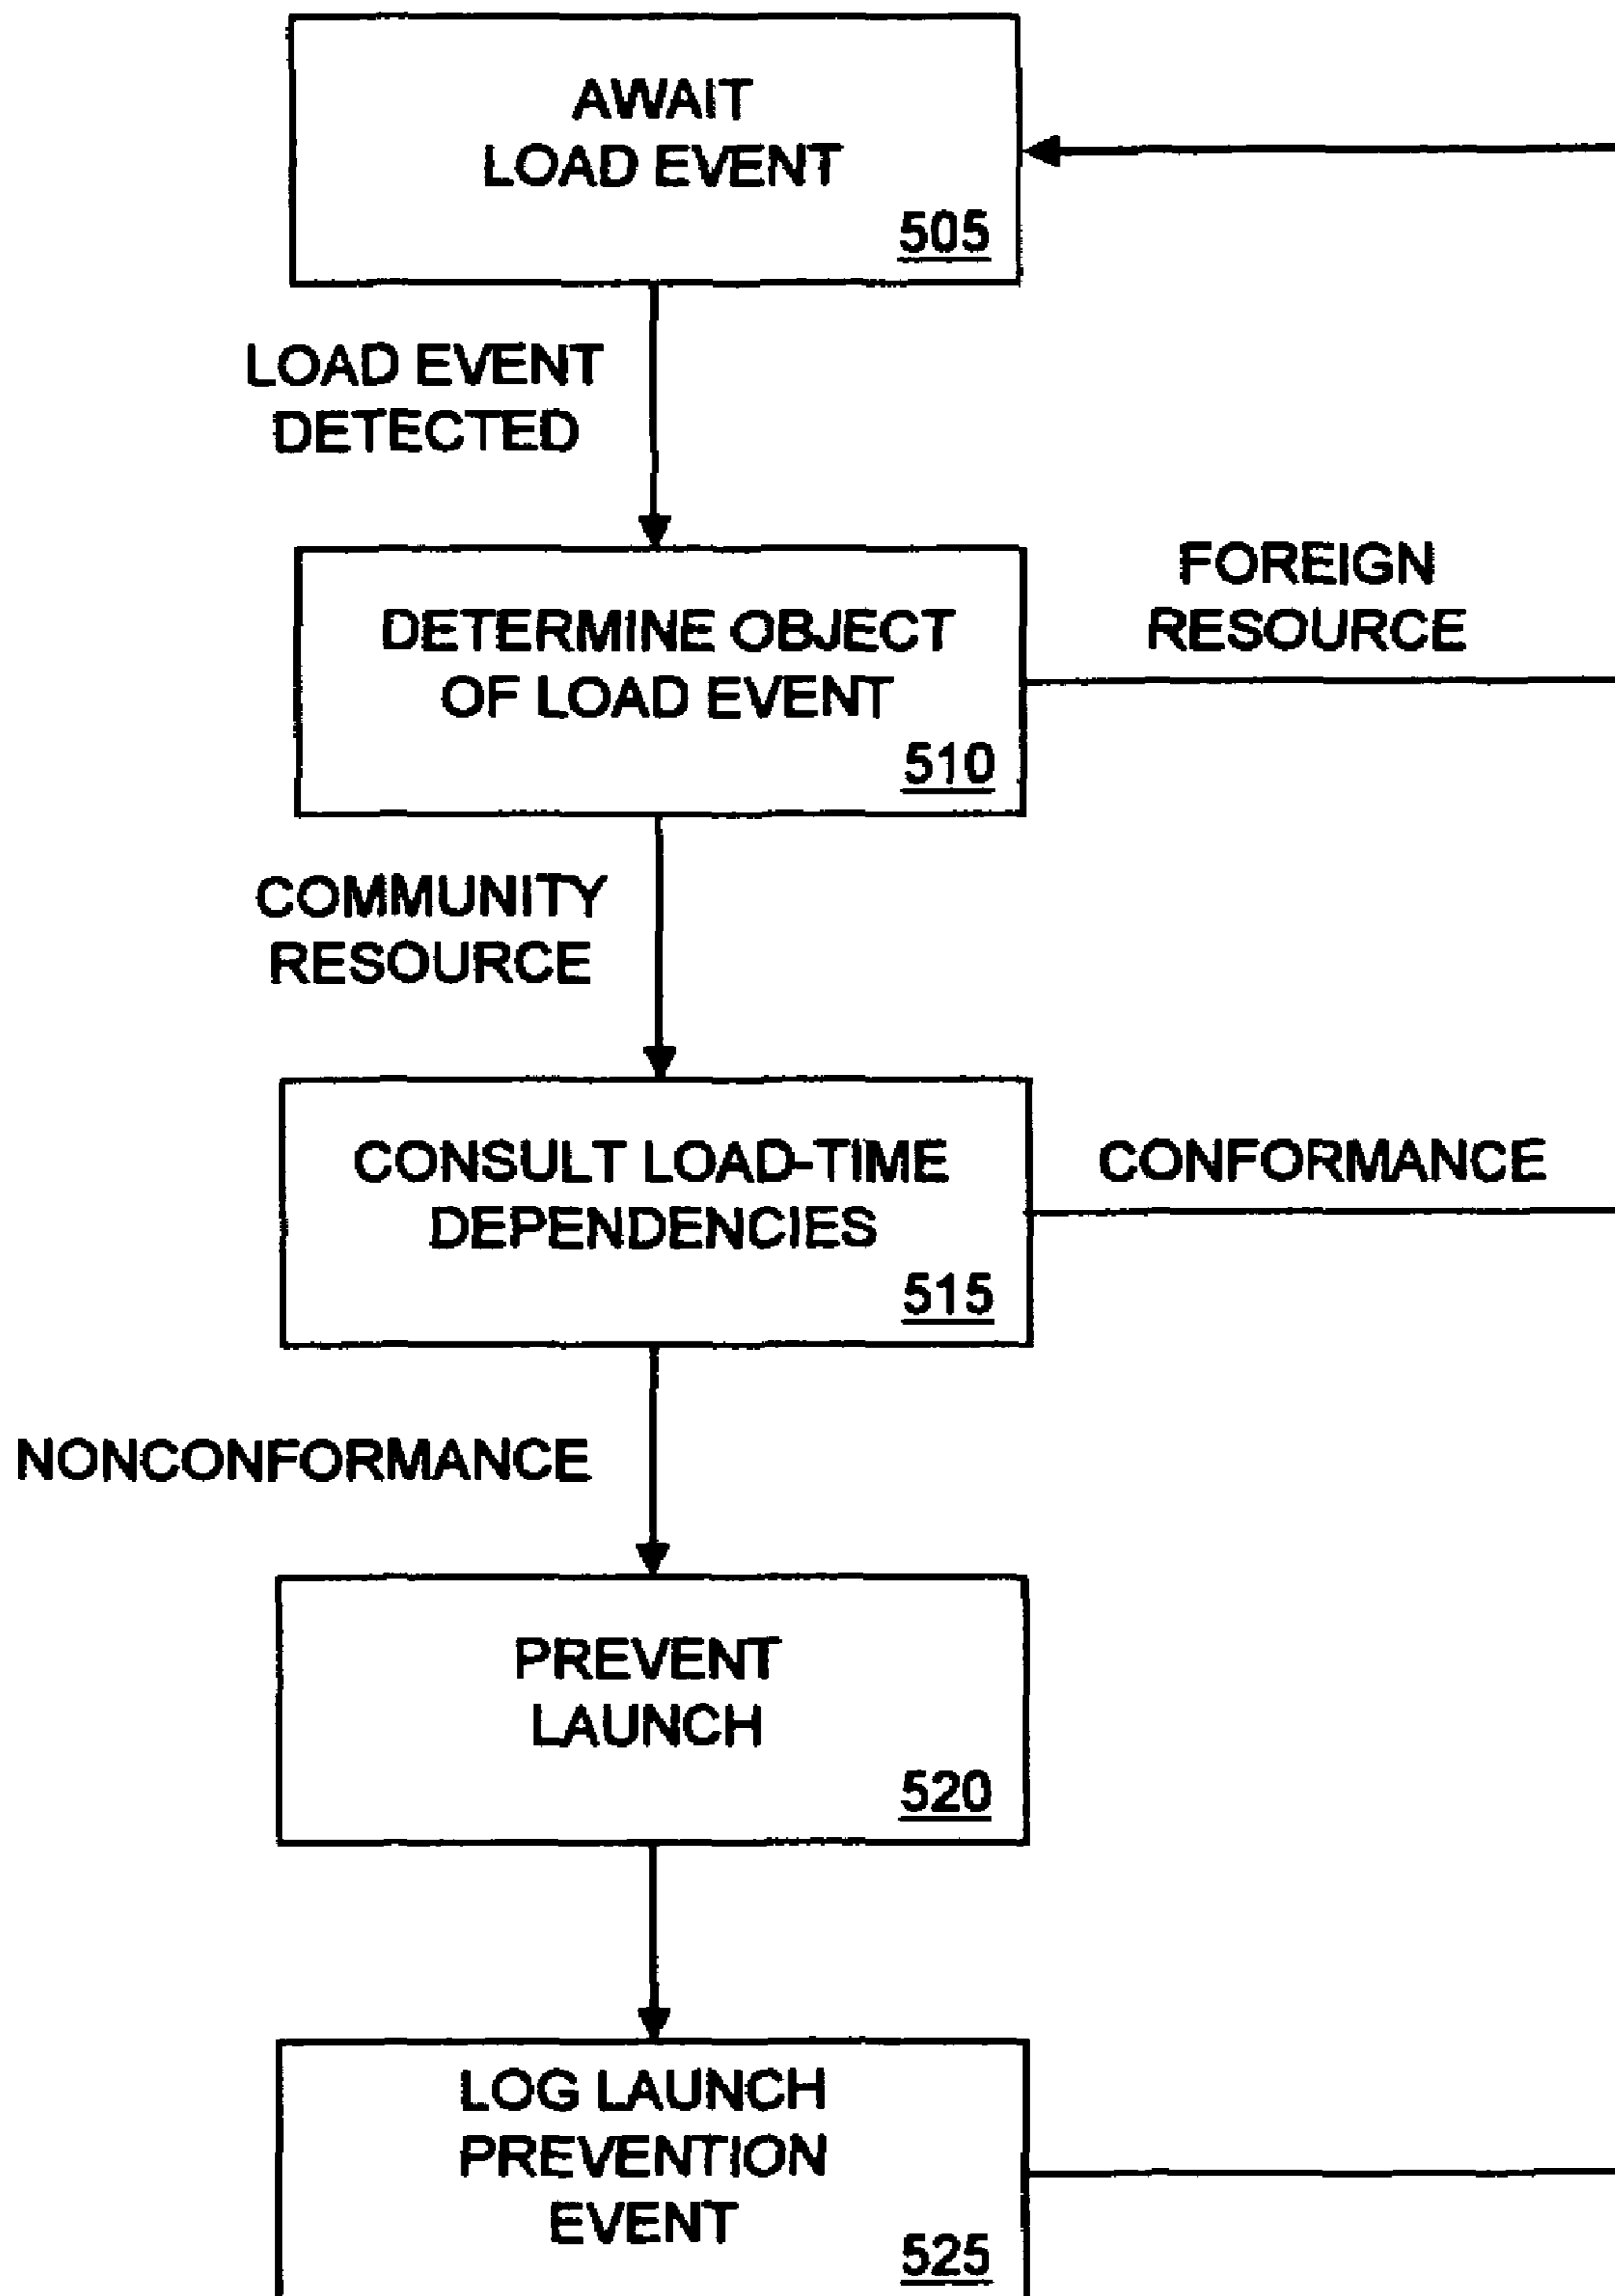 AWAIT
LOAD EVENT
505
LOAD EVENT
DETECTED
FOREIGN
RESOURCE
DETERMINE OBJECT
OF LOAD EVENT
510
COMMUNITY
RESOURCE
CONSULT LOAD-TIME
DEPENDENCIES
515
CONFORMANCE
NONCONFORMANCE
PREVENT
LAUNCH
520
LOG LAUNCH
PREVENTION
EVENT
525